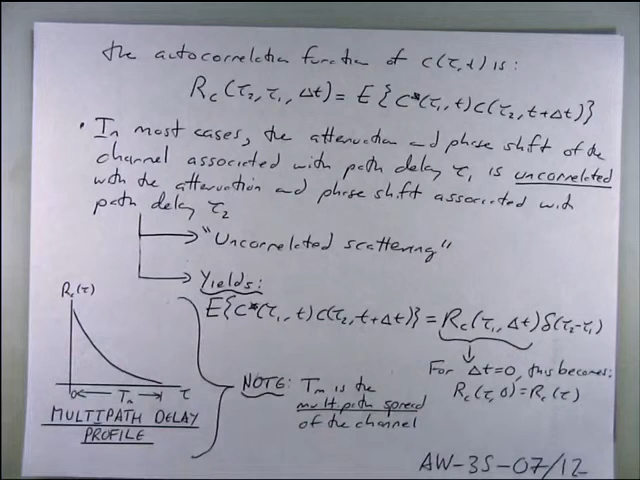 the autocorrelation function of c(τ,t) is:
R_c(τ₂,τ₁,Δt) = E{c*(τ₁,t)c(τ₂,t+Δt)}
• In most cases, the attenuation and phase shift of the
channel associated with path delay τ₁ is uncorrelated
with the attenuation and phase shift associated with
path delay τ₂
→ "Uncorrelated scattering"
→ Yields:
E{c*(τ₁,t)c(τ₂,t+Δt)} = R_c(τ₁,Δt)δ(τ₂-τ₁)
For Δt=0, this becomes:
R_c(τ,0)=R_c(τ)
R_c(τ)
0 T_m τ
MULTIPATH DELAY
PROFILE
NOTE: T_m is the
multipath spread
of the channel
AW-3S-07/12